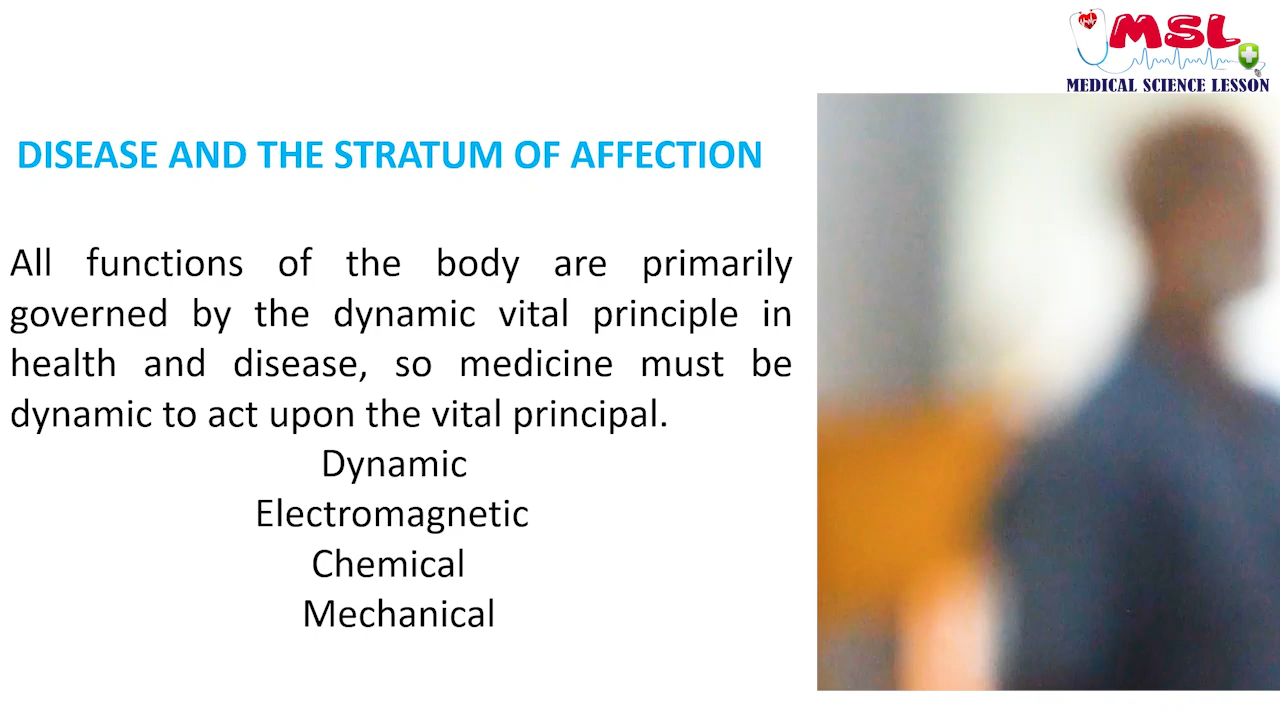 MSL
MEDICAL SCIENCE LESSON
DISEASE AND THE STRATUM OF AFFECTION
All functions of the body are primarily
governed by the dynamic vital principle in
health and disease, so medicine must be
dynamic to act upon the vital principal.
Dynamic
Electromagnetic
Chemical
Mechanical